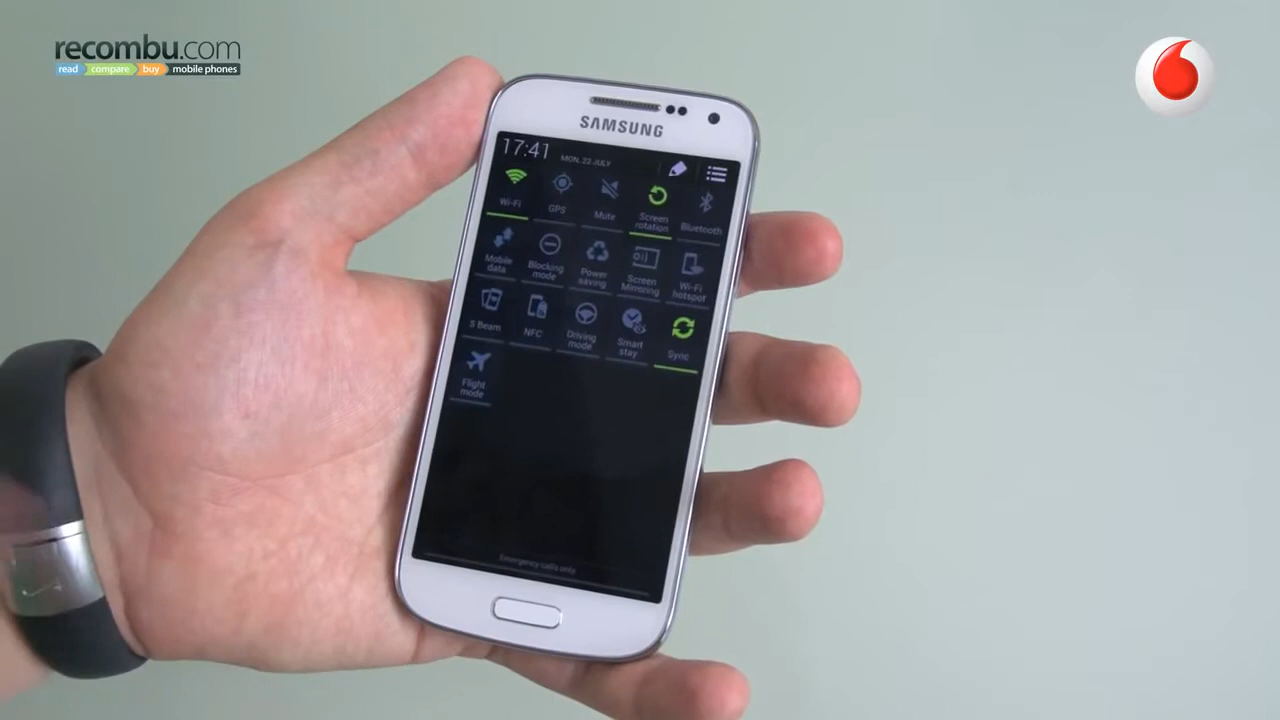 recombu.com
read compare buy mobile phones
SAMSUNG
17:41 MON, 22 JULY
Wi-Fi GPS Mute Screen rotation Bluetooth
Mobile data Blocking mode Power saving Screen Mirroring Wi-Fi hotspot
S Beam NFC Driving mode Smart stay Sync
Flight mode
Emergency calls only